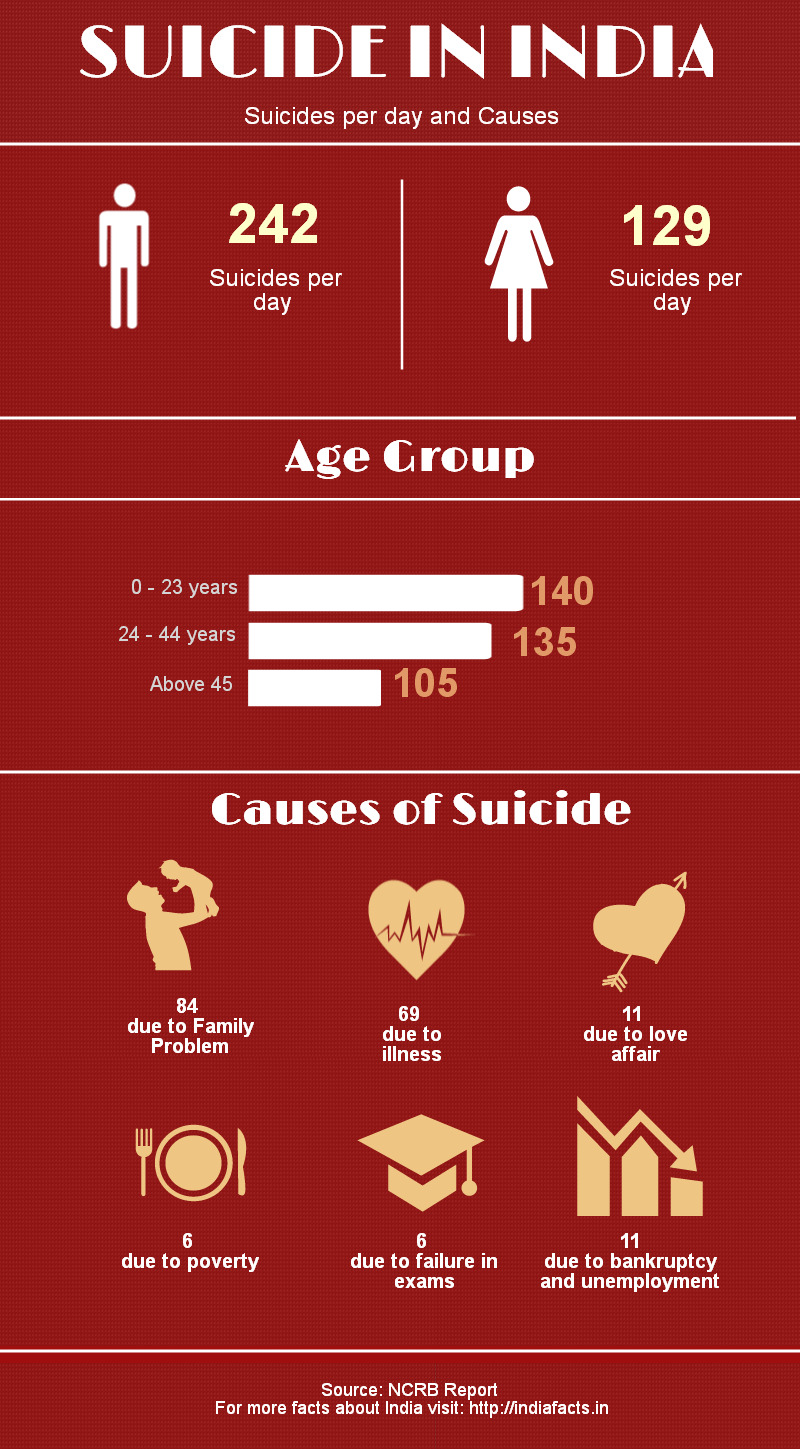 SUICIDE IN INDIA
Suicides per day and Causes
242
Suicides per
day
129
Suicides per
day
Age Group
0 - 23 years
140
24 - 44 years
135
Above 45
105
Causes of Suicide
84
due to Family
Problem
69
due to
illness
11
due to love
affair
6
due to poverty
6
due to failure in
exams
11
due to bankruptcy
and unemployment
Source: NCRB Report
For more facts about India visit: http://indiafacts.in